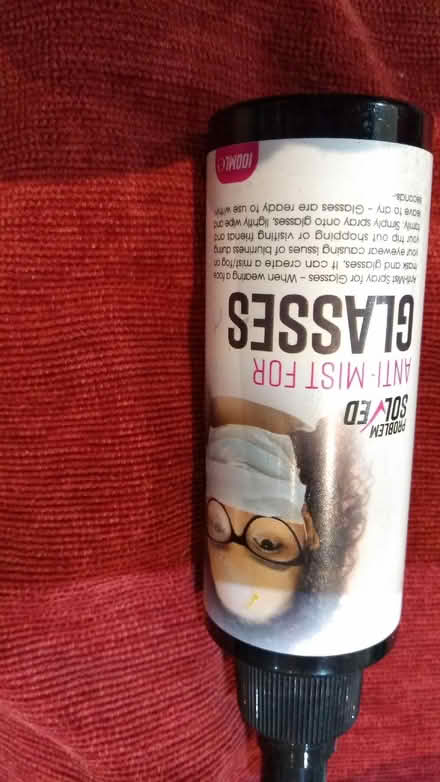 PROBLEM
SOLVED
ANTI-MIST FOR
GLASSES
Anti-Mist Spray for Glasses – When wearing a face
mask and glasses, it can create a mist/fog on
your eyewear causing issues of blurriness during
your trip out shopping or visiting friends and
family. Simply spray onto glasses, lightly wipe and
leave to dry – Glasses are ready to use within
seconds.
100ML℮